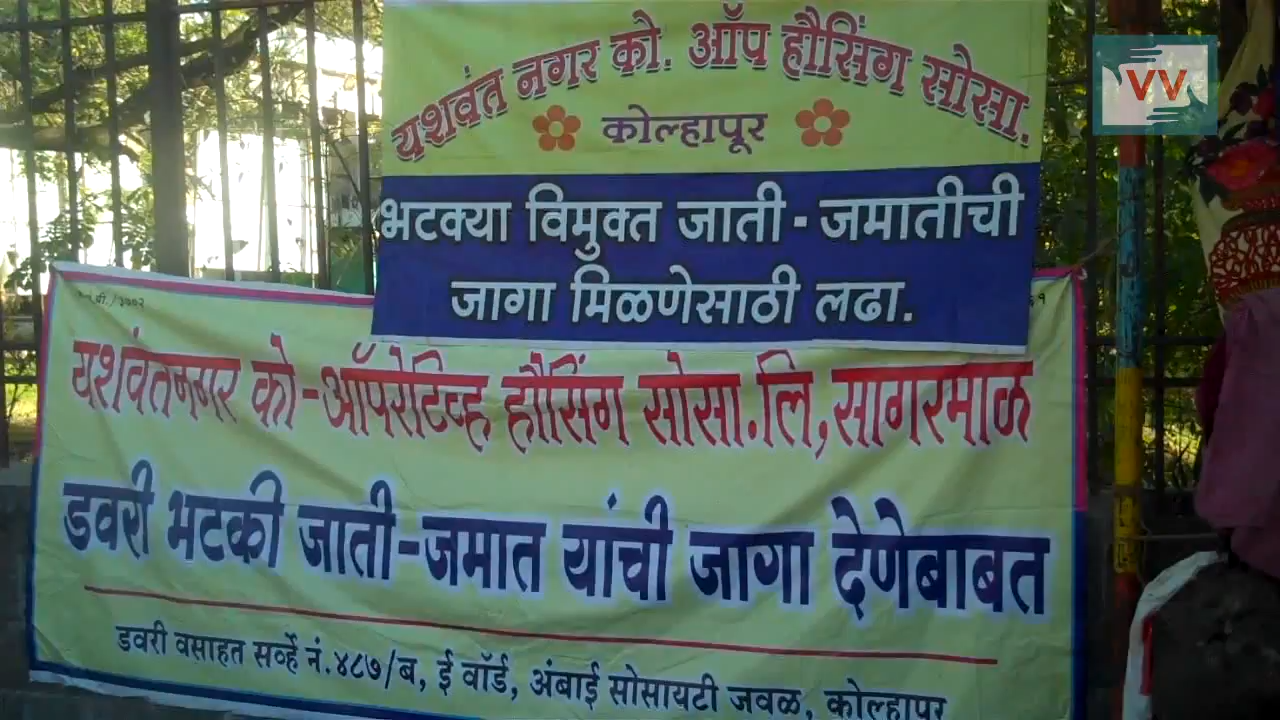 यशवंत नगर को. ऑप हौसिंग सोसा.
कोल्हापूर
VV
भटक्या विमुक्त जाती - जमातीची
जागा मिळणेसाठी लढा.
यशवंतनगर को-ऑपरेटिव्ह हौसिंग सोसा.लि,सागरमाळ
डवरी भटकी जाती-जमात यांची जागा देणेबाबत
डवरी वसाहत सर्व्हे नं.४८७/ब, ई वॉर्ड, अंबाई सोसायटी जवळ, कोल्हापूर